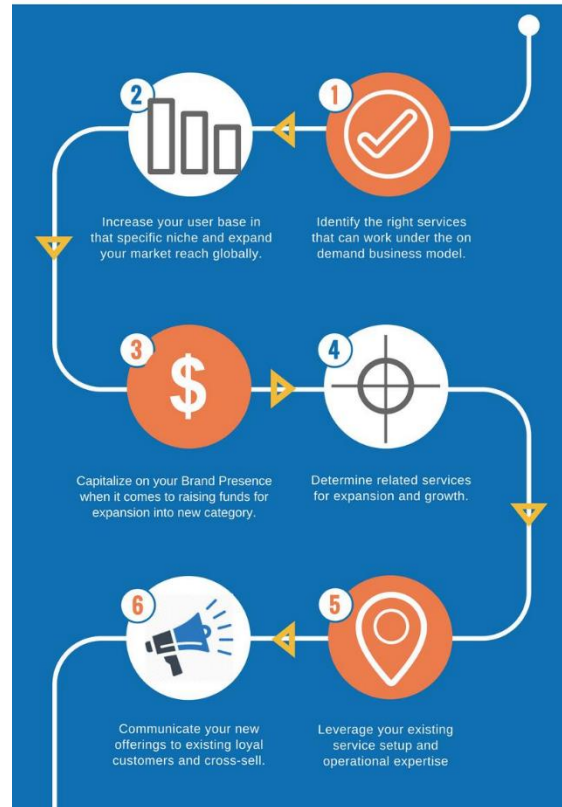 1
Identify the right services
that can work under the on
demand business model.
2
Increase your user base in
that specific niche and expand
your market reach globally.
3
$
Capitalize on your Brand Presence
when it comes to raising funds for
expansion into new category.
4
Determine related services
for expansion and growth.
5
Leverage your existing
service setup and
operational expertise
6
Communicate your new
offerings to existing loyal
customers and cross-sell.